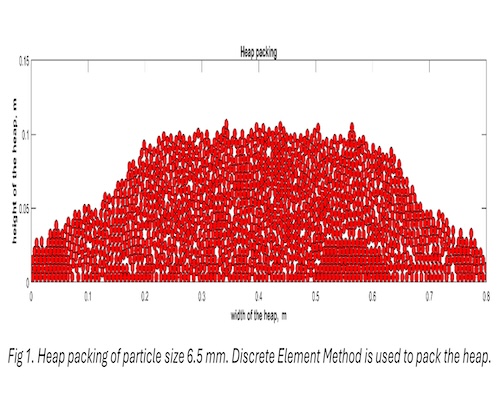 Heap packing
0.15
0.1
0.05
0
height of the heap, m
0 0.1 0.2 0.3 0.4 0.5 0.6 0.7 0.8
width of the heap, m
Fig 1. Heap packing of particle size 6.5 mm. Discrete Element Method is used to pack the heap.